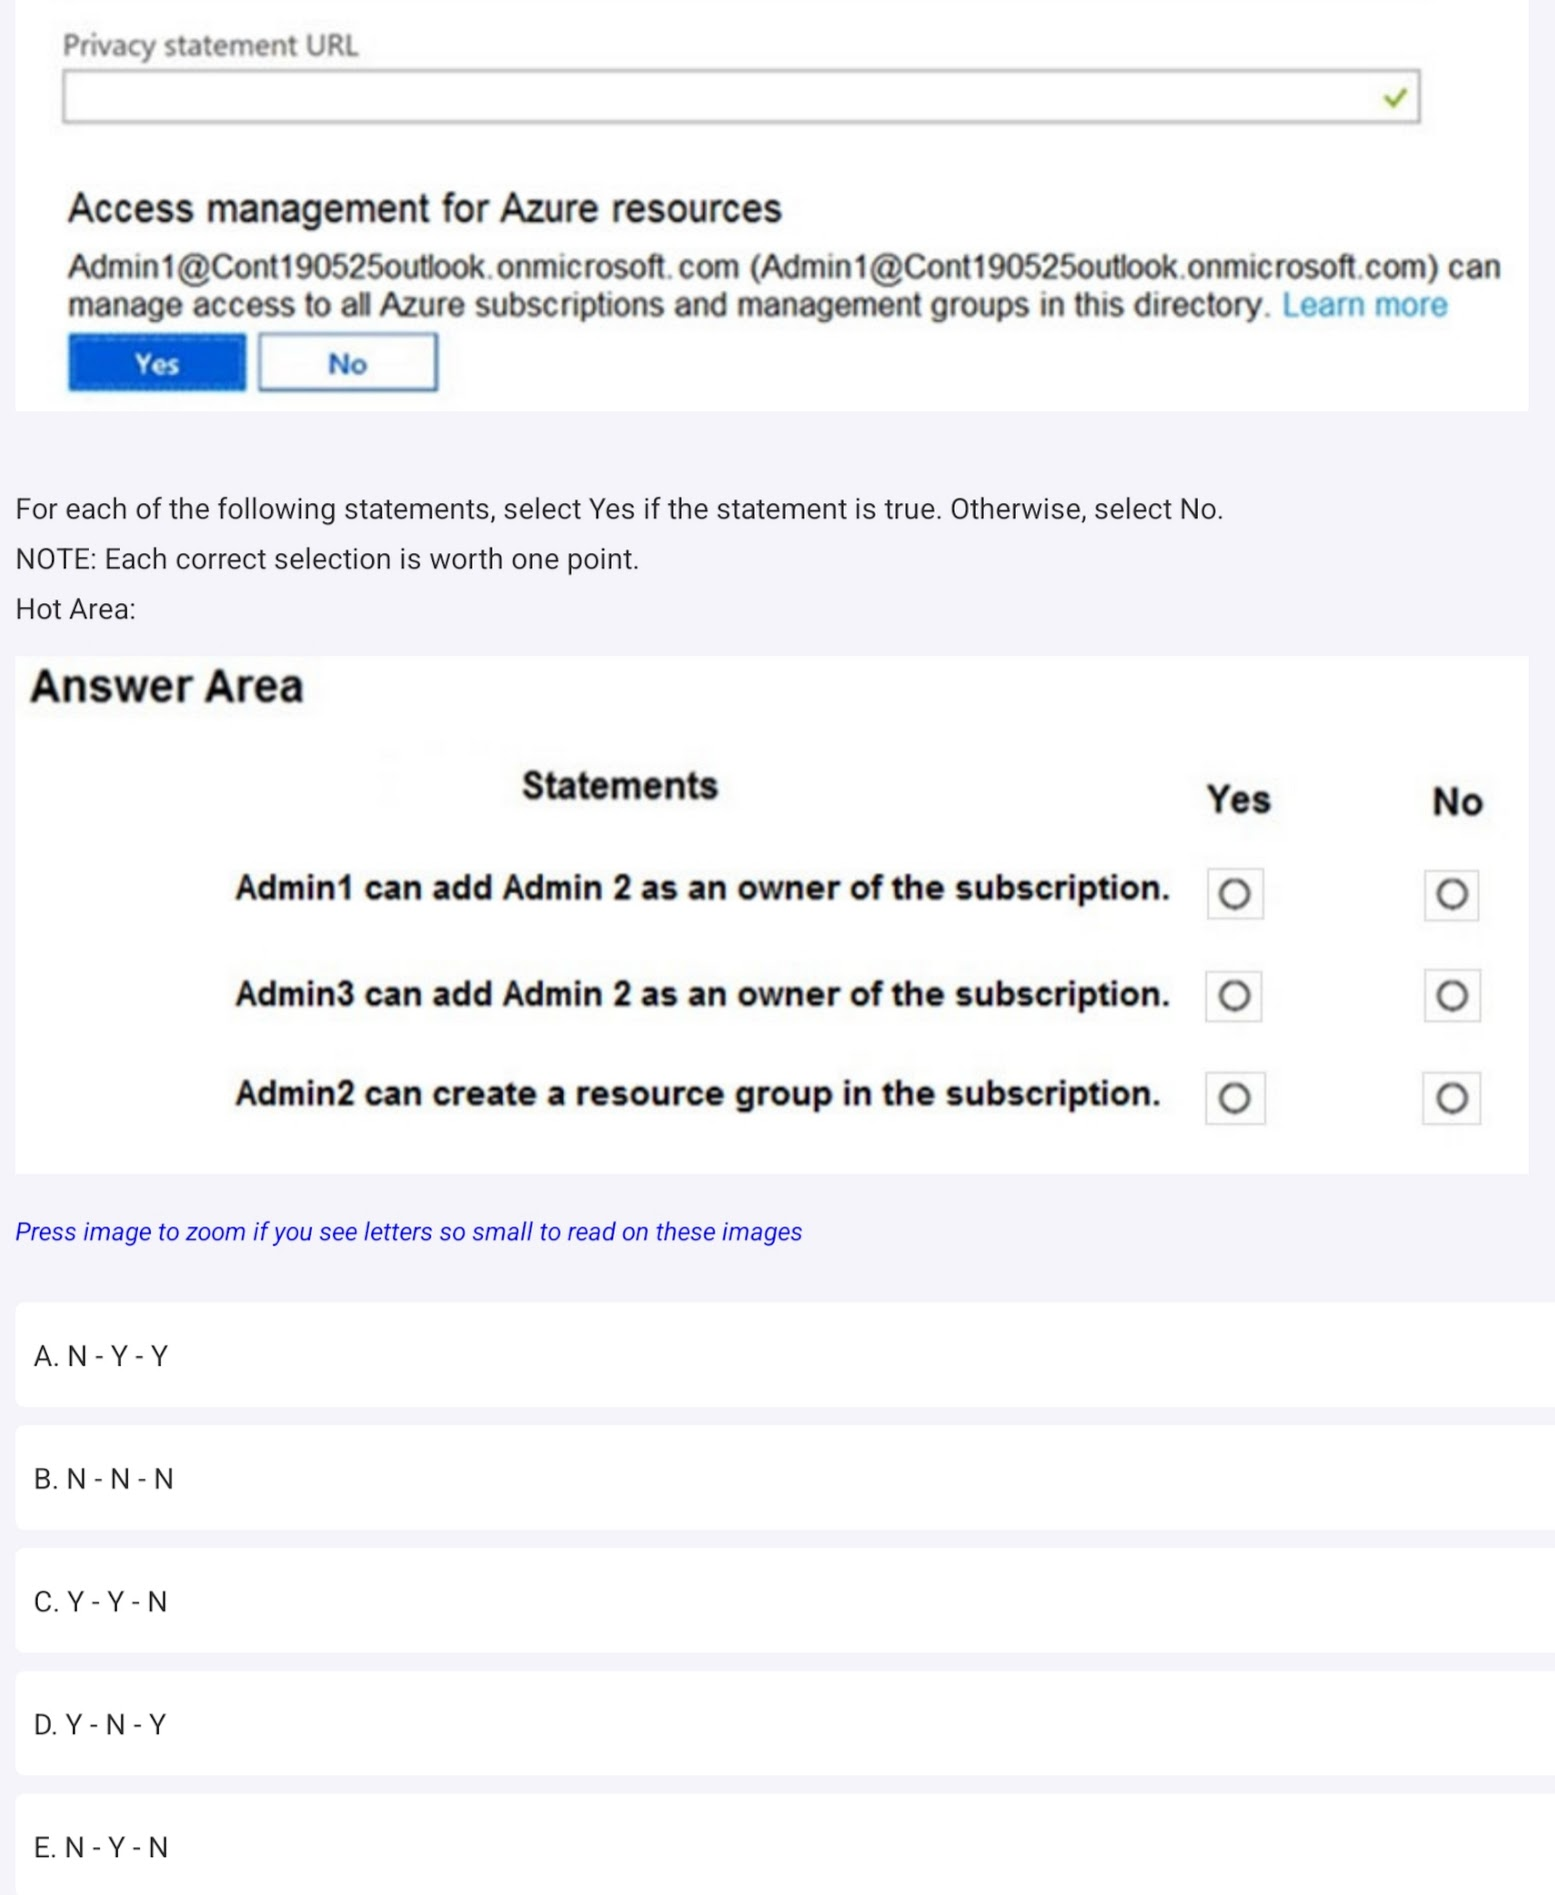 Privacy statement URL
Access management for Azure resources
Admin1@Cont190525outlook.onmicrosoft.com (Admin1@Cont190525outlook.onmicrosoft.com) can
manage access to all Azure subscriptions and management groups in this directory. Learn more
Yes No
For each of the following statements, select Yes if the statement is true. Otherwise, select No.
NOTE: Each correct selection is worth one point.
Hot Area:
Answer Area
Statements Yes No
Admin1 can add Admin 2 as an owner of the subscription.
Admin3 can add Admin 2 as an owner of the subscription.
Admin2 can create a resource group in the subscription.
Press image to zoom if you see letters so small to read on these images
A. N - Y - Y
B. N - N - N
C. Y - Y - N
D. Y - N - Y
E. N - Y - N